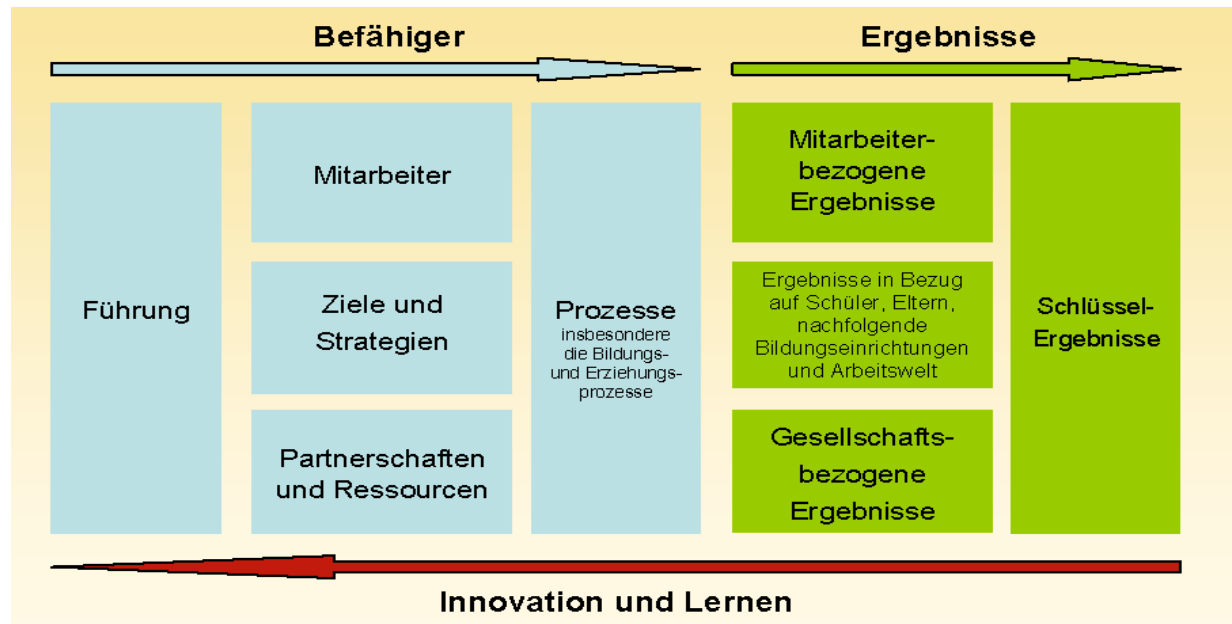 Befähiger
Ergebnisse
Führung
Mitarbeiter
Ziele und
Strategien
Partnerschaften
und Ressourcen
Prozesse
insbesondere
die Bildungs-
und Erziehungs-
prozesse
Mitarbeiter-
bezogene
Ergebnisse
Ergebnisse in Bezug
auf Schüler, Eltern,
nachfolgende
Bildungseinrichtungen
und Arbeitswelt
Gesellschafts-
bezogene
Ergebnisse
Schlüssel-
Ergebnisse
Innovation und Lernen